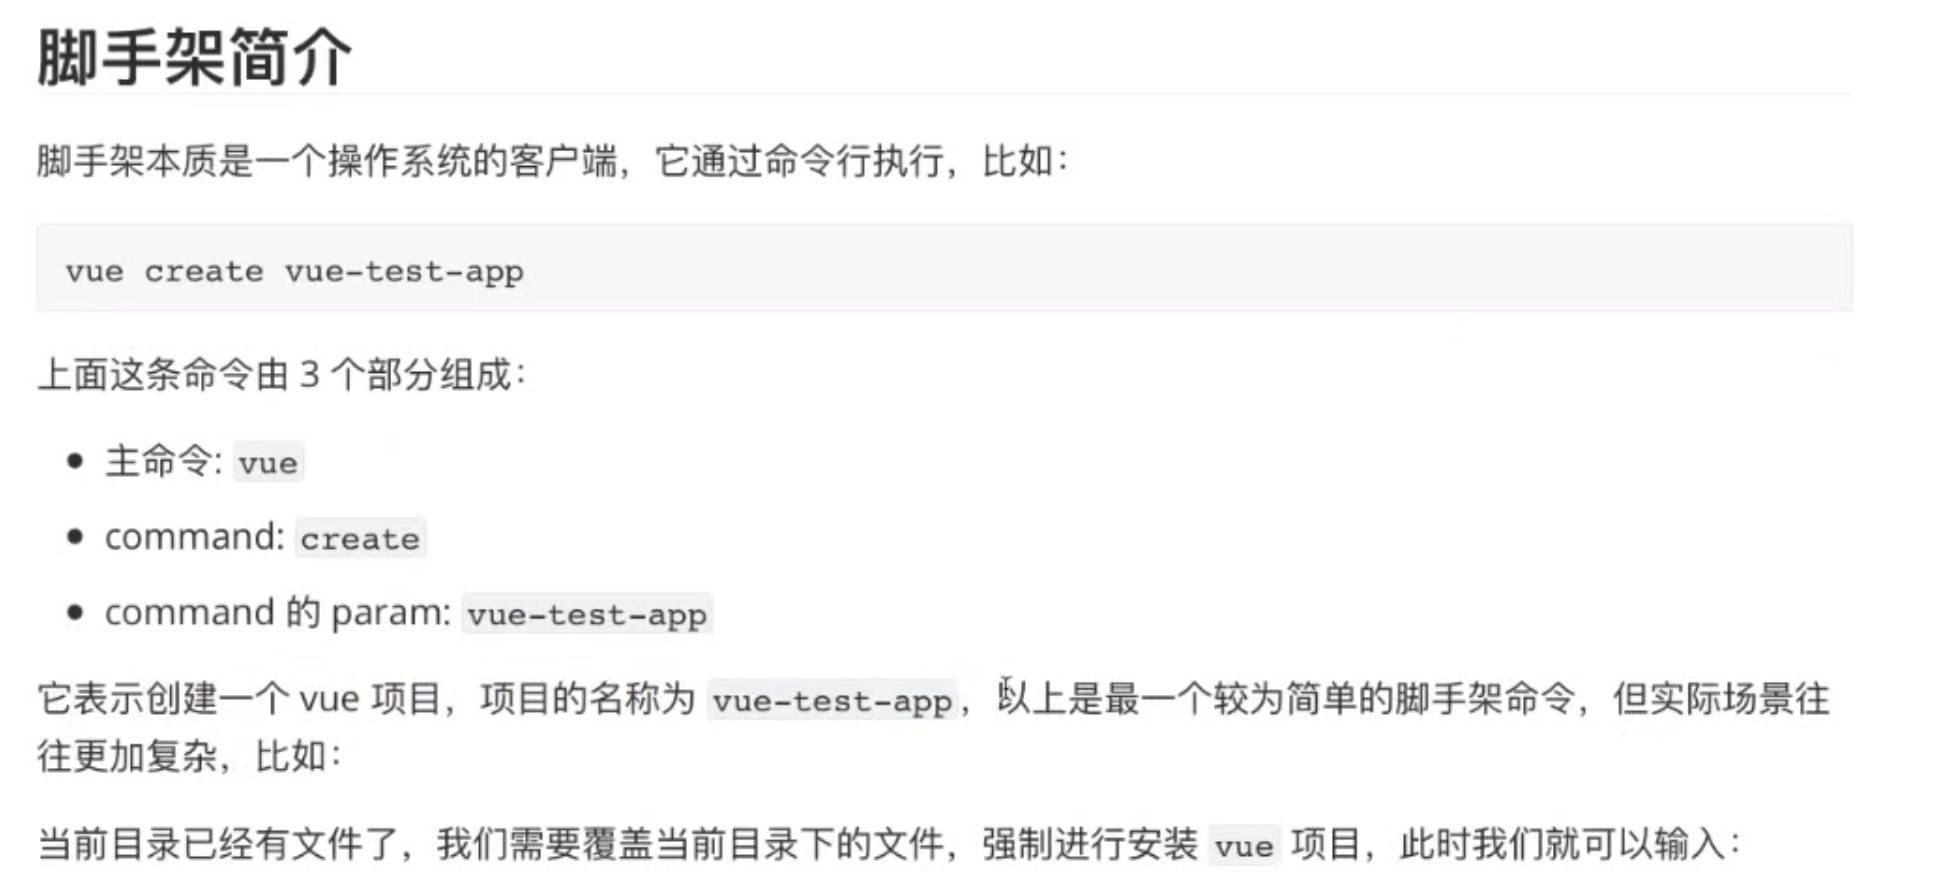 脚手架简介
脚手架本质是一个操作系统的客户端，它通过命令行执行，比如：
vue create vue-test-app
上面这条命令由 3 个部分组成：
主命令: vue
command: create
command 的 param: vue-test-app
它表示创建一个 vue 项目，项目的名称为 vue-test-app，以上是最一个较为简单的脚手架命令，但实际场景往
往更加复杂，比如：
当前目录已经有文件了，我们需要覆盖当前目录下的文件，强制进行安装 vue 项目，此时我们就可以输入：